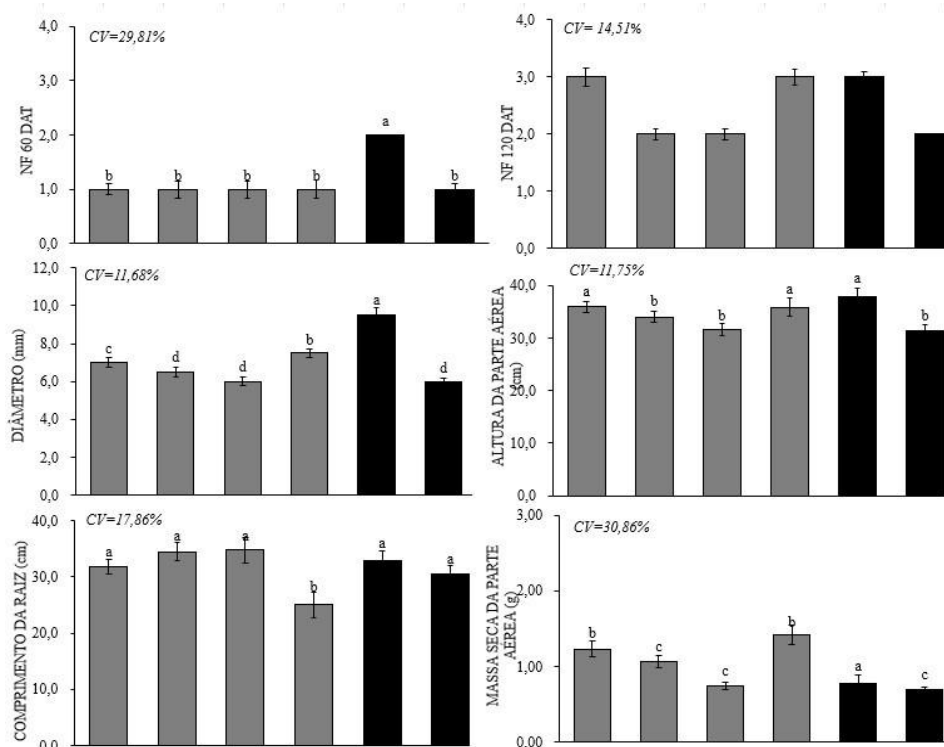 4,0
CV=29,81%
3,0
2,0
1,0
0,0
NF 60 DAT
b
b
b
b
a
b
4,0
CV= 14,51%
3,0
2,0
1,0
0,0
NF 120 DAT
12,0
CV=11,68%
10,0
8,0
6,0
4,0
2,0
0,0
DIÂMETRO (mm)
c
d
d
b
a
d
CV=11,75%
40,0
30,0
20,0
10,0
0,0
ALTURA DA PARTE AÉREA
(cm)
a
b
b
a
a
b
40,0
CV=17,86%
30,0
20,0
10,0
0,0
COMPRIMENTO DA RAIZ (cm)
a
a
a
b
a
a
3,00
CV=30,86%
2,00
1,00
0,00
MASSA SECA DA PARTE
AÉREA (g)
b
c
c
b
a
c